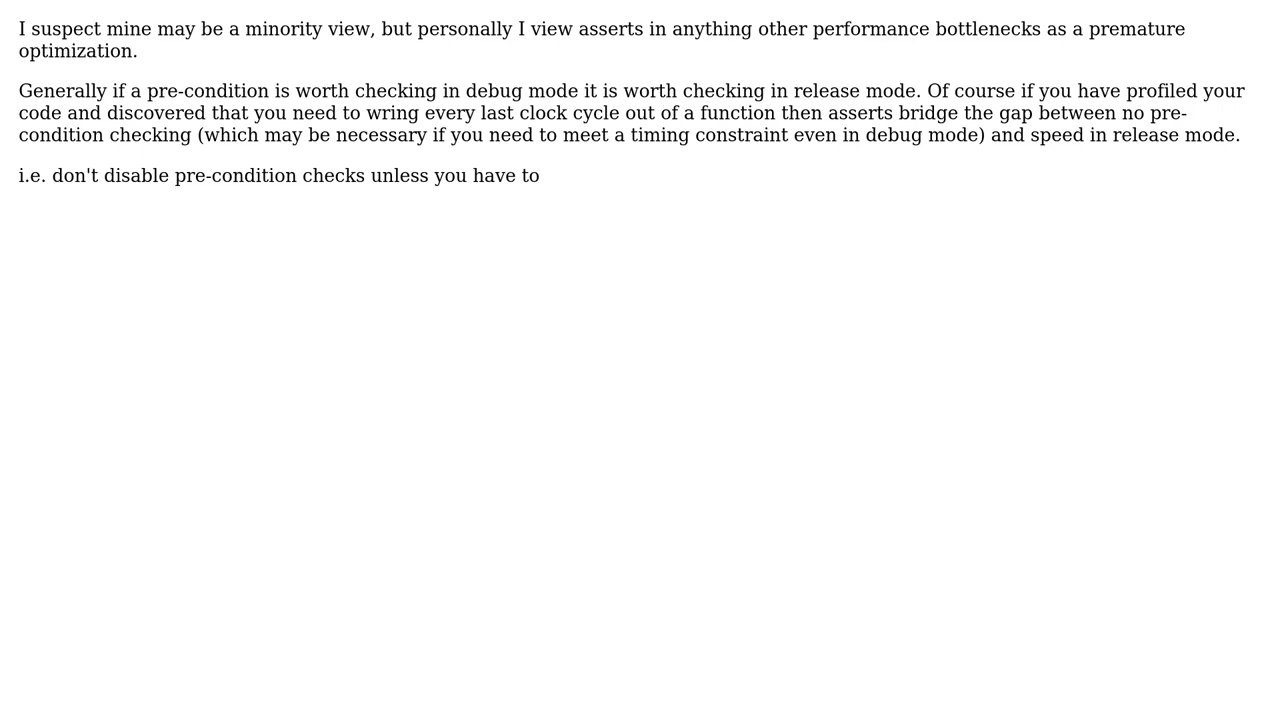 I suspect mine may be a minority view, but personally I view asserts in anything other performance bottlenecks as a premature
optimization.
Generally if a pre-condition is worth checking in debug mode it is worth checking in release mode. Of course if you have profiled your
code and discovered that you need to wring every last clock cycle out of a function then asserts bridge the gap between no pre-
condition checking (which may be necessary if you need to meet a timing constraint even in debug mode) and speed in release mode.
i.e. don't disable pre-condition checks unless you have to